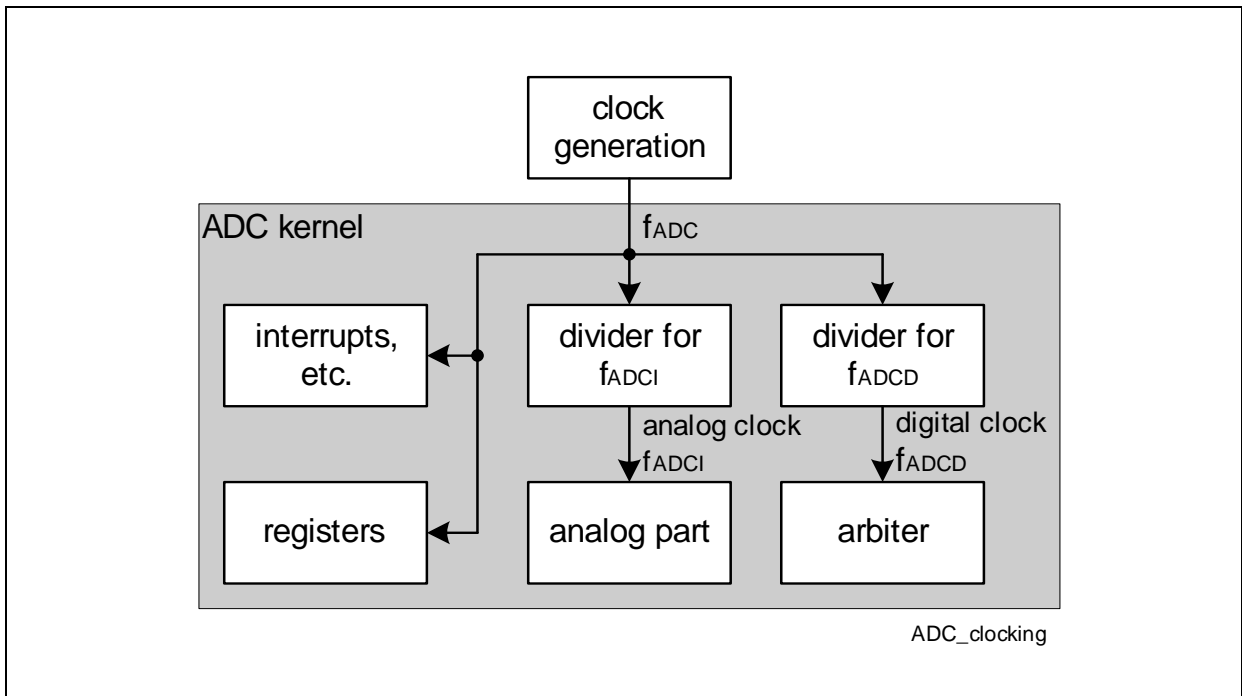 clock
generation
ADC kernel
fADC
interrupts,
etc.
divider for
fADCI
divider for
fADCD
analog clock
fADCI
digital clock
fADCD
registers
analog part
arbiter
ADC_clocking